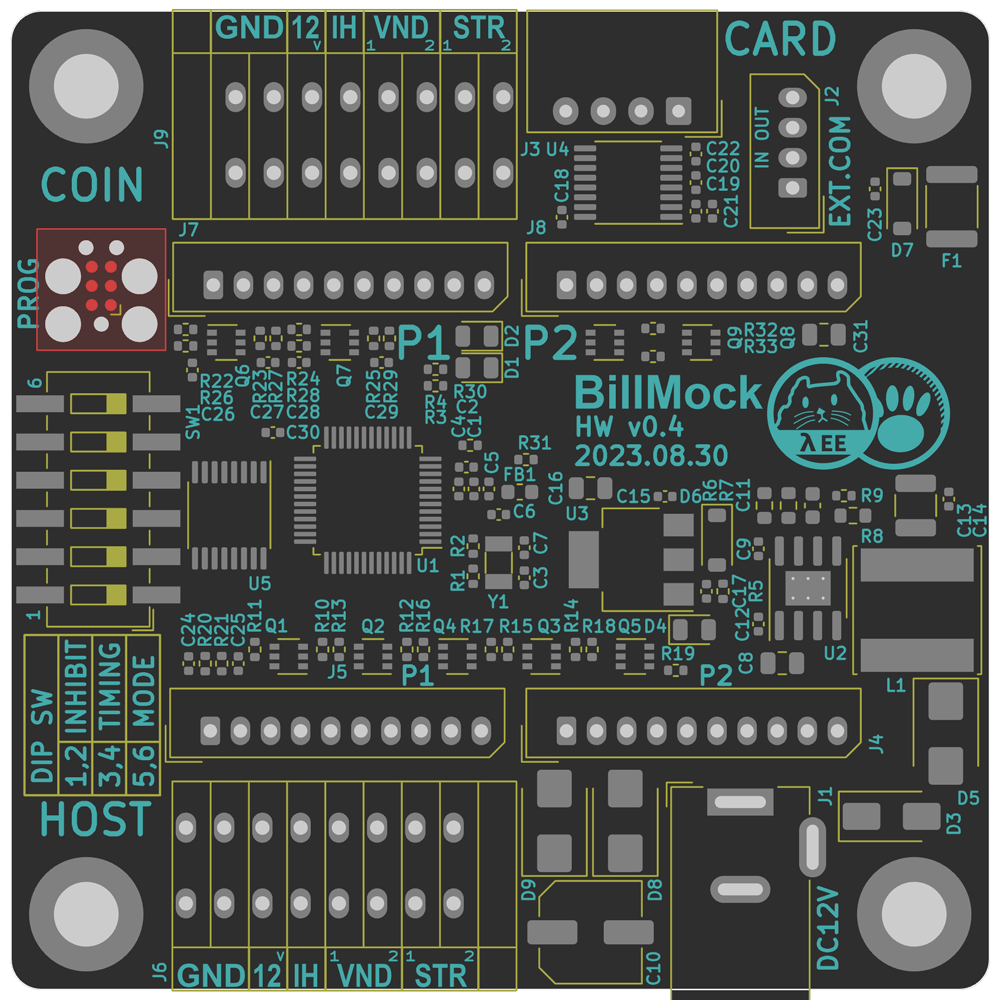 GND 12V IH VND STR
1 2 1 2
CARD
J9
J2
IN OUT
EXT.COM
COIN
J3 U4
C22
C20
C19
C18
C21
C23
D7
F1
J7
J8
PROG
P1
D2
D1
P2
Q9
R32
R33
Q8
C31
6
SW1
R22
R26
C26
Q6
R23
R27
C27
R24
R28
C28
Q7
R25
R29
C29
R30
R4
R3
C2
C4
C1
C30
BillMock
HW v0.4
2023.08.30
λEE
R31
C5
FB1
C6
C16
U3
C15
D6
R6
R7
C11
R9
R8
C13
C14
U5
U1
R2
R1
C7
C3
Y1
C9
C17
C12
R5
1
C24
R20
R21
C25
R11
Q1
R10
R13
Q2
R12
R16
Q4
R17
R15
Q3
R14
R18
Q5
D4
R19
C8
U2
L1
J5
P1
P2
DIP SW
1,2 INHIBIT
3,4 TIMING
5,6 MODE
J4
HOST
J1
D5
D3
D9
D8
C10
DC12V
J6
1 2 1 2
GND 12V IH VND STR